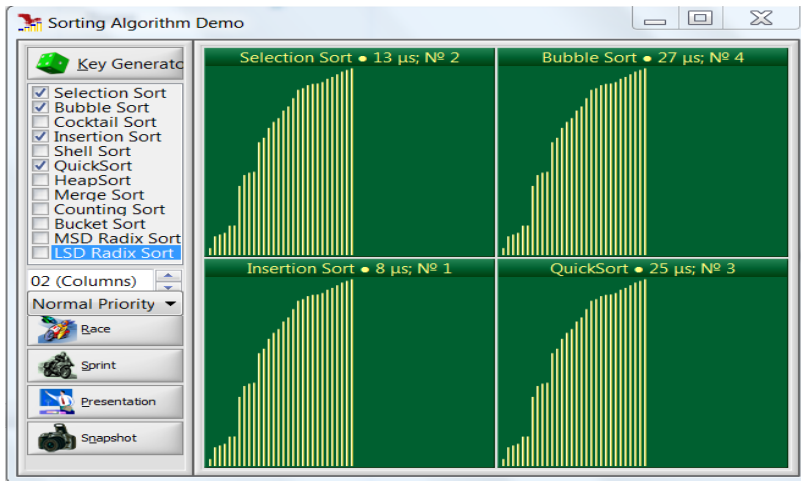 Sorting Algorithm Demo
Key Generato
Selection Sort
Bubble Sort
Cocktail Sort
Insertion Sort
Shell Sort
QuickSort
HeapSort
Merge Sort
Counting Sort
Bucket Sort
MSD Radix Sort
LSD Radix Sort
02 (Columns)
Normal Priority
Race
Sprint
Presentation
Snapshot
Selection Sort ● 13 µs; № 2
Bubble Sort ● 27 µs; № 4
Insertion Sort ● 8 µs; № 1
QuickSort ● 25 µs; № 3